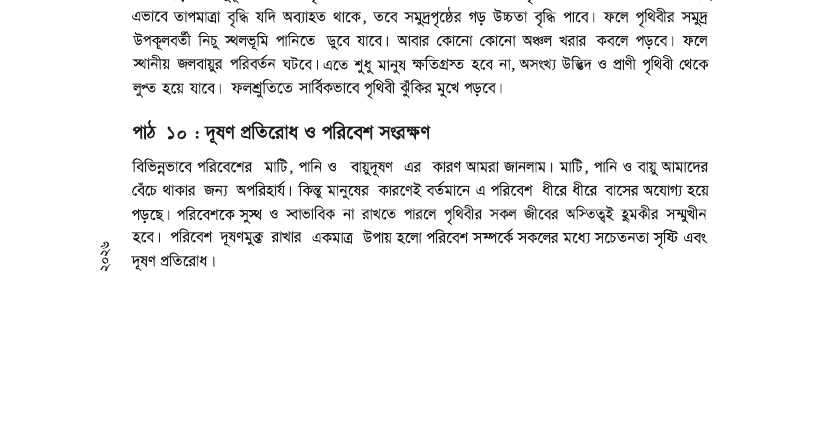 এভাবে তাপমাত্রা বৃদ্ধি যদি অব্যাহত থাকে, তবে সমুদ্রপৃষ্ঠের গড় উচ্চতা বৃদ্ধি পাবে। ফলে পৃথিবীর সমুদ্র
উপকূলবর্তী নিচু স্থলভূমি পানিতে ডুবে যাবে। আবার কোনো কোনো অঞ্চল খরার কবলে পড়বে। ফলে
স্থানীয় জলবায়ুর পরিবর্তন ঘটবে। এতে শুধু মানুষ ক্ষতিগ্রস্ত হবে না, অসংখ্য উদ্ভিদ ও প্রাণী পৃথিবী থেকে
লুপ্ত হয়ে যাবে। ফলশ্রুতিতে সার্বিকভাবে পৃথিবী ঝুঁকির মুখে পড়বে।
পাঠ ১০ : দূষণ প্রতিরোধ ও পরিবেশ সংরক্ষণ
বিভিন্নভাবে পরিবেশের মাটি, পানি ও বায়ুদূষণ এর কারণ আমরা জানলাম। মাটি, পানি ও বায়ু আমাদের
বেঁচে থাকার জন্য অপরিহার্য। কিন্তু মানুষের কারণেই বর্তমানে এ পরিবেশ ধীরে ধীরে বাসের অযোগ্য হয়ে
পড়ছে। পরিবেশকে সুস্থ ও স্বাভাবিক না রাখতে পারলে পৃথিবীর সকল জীবের অস্তিত্বই হুমকীর সম্মুখীন
হবে। পরিবেশ দূষণমুক্ত রাখার একমাত্র উপায় হলো পরিবেশ সম্পর্কে সকলের মধ্যে সচেতনতা সৃষ্টি এবং
দূষণ প্রতিরোধ।
২০২৬